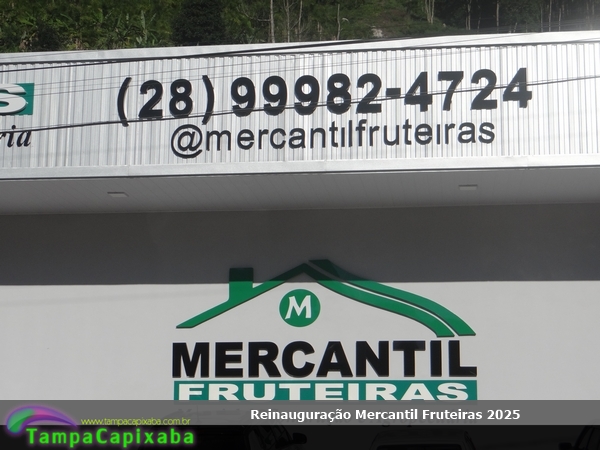 (28) 99982-4724
@mercantilfruteiras
M
MERCANTIL
FRUTEIRAS
Reinauguração Mercantil Fruteiras 2025
www.tampacapixaba.com.br
TampaCapixaba